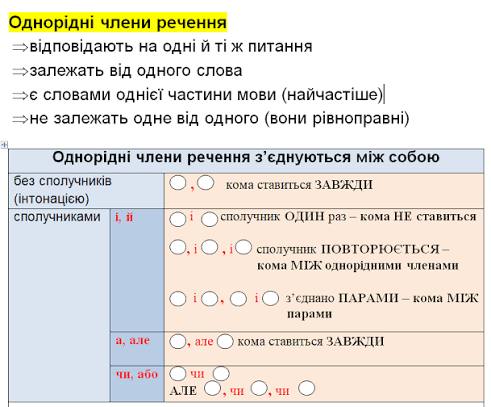 Однорідні члени речення
⇒відповідають на одні й ті ж питання
⇒залежать від одного слова
⇒є словами однієї частини мови (найчастіше)
⇒не залежать одне від одного (вони рівноправні)
Однорідні члени речення з’єднуються між собою
без сполучників (інтонацією)
, кома ставиться ЗАВЖДИ
сполучниками
і, й
і сполучник ОДИН раз – кома НЕ ставиться
, і , і сполучник ПОВТОРЮЄТЬСЯ –
кома МІЖ однорідними членами
і , і з’єднано ПАРАМИ – кома МІЖ
парами
а, але
, але кома ставиться ЗАВЖДИ
чи, або
чи
АЛЕ , чи , чи